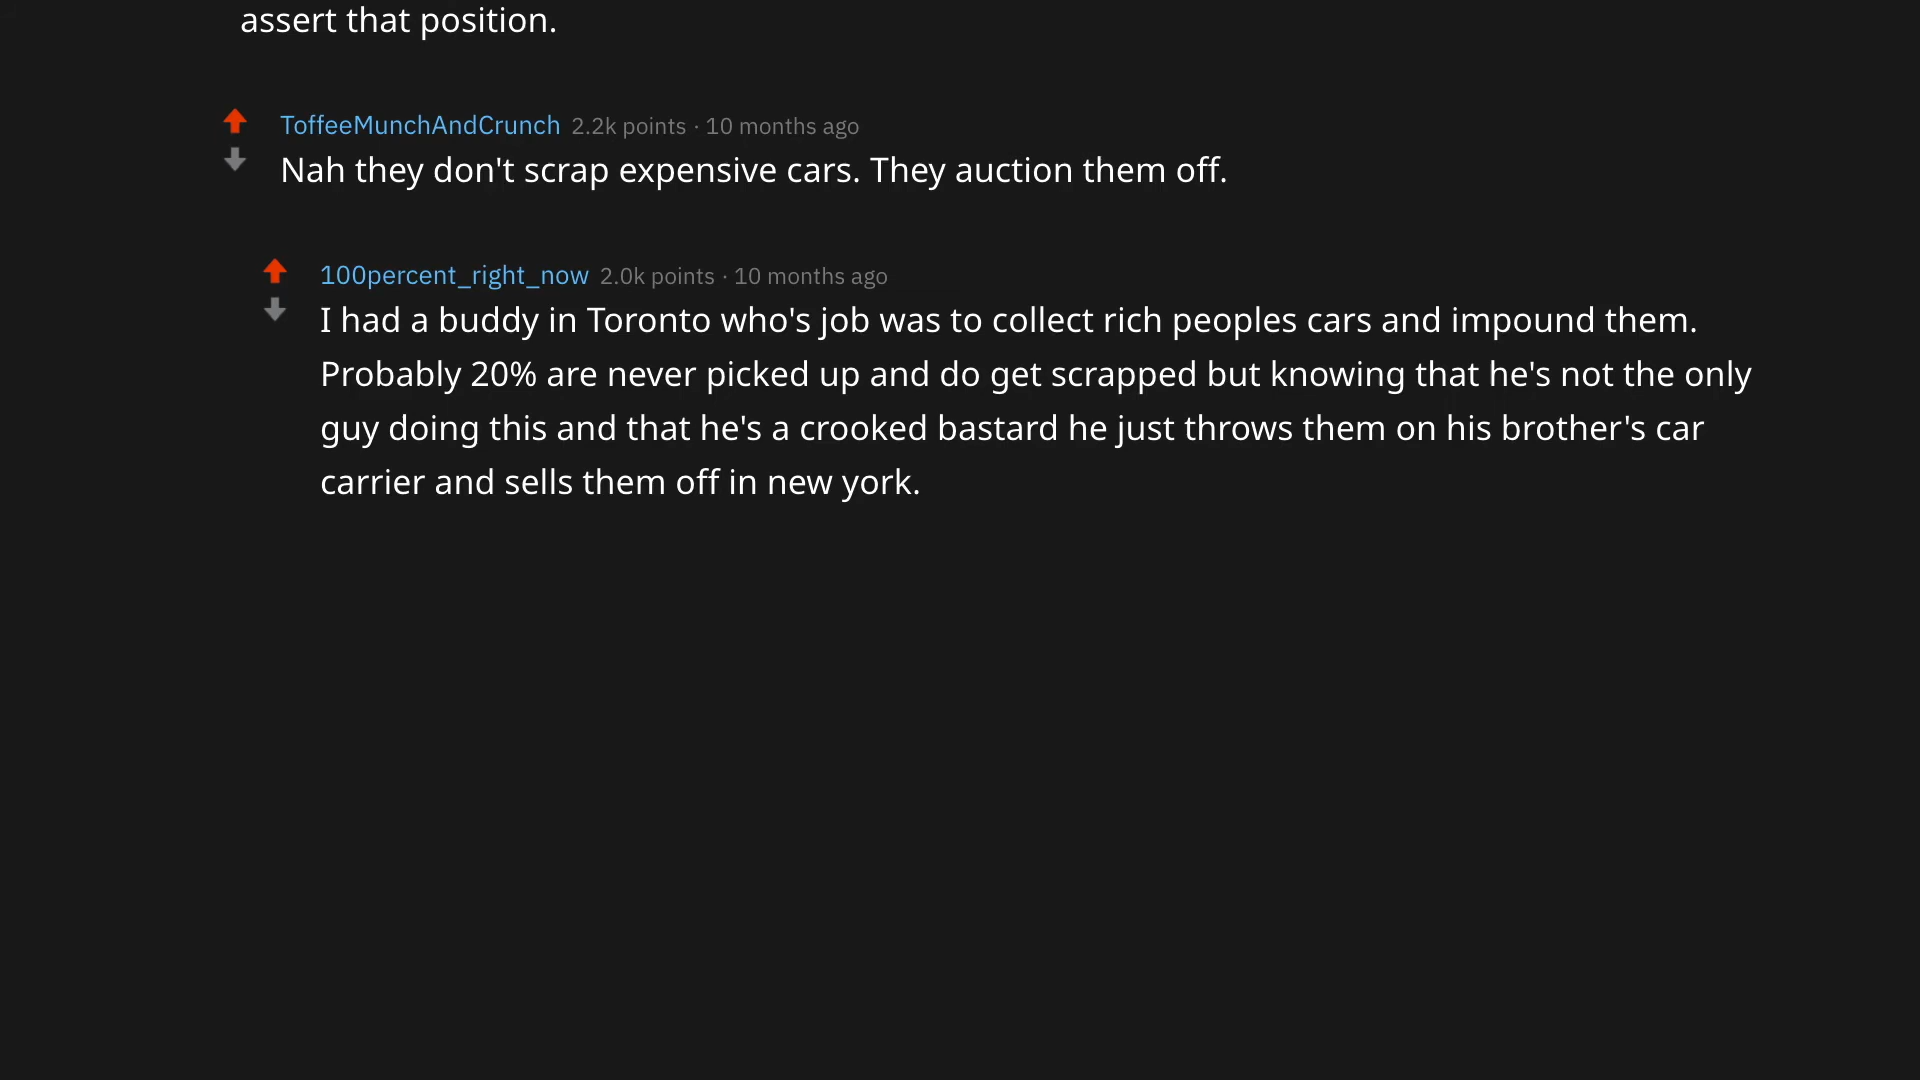 assert that position.
ToffeeMunchAndCrunch 2.2k points · 10 months ago
Nah they don't scrap expensive cars. They auction them off.
100percent_right_now 2.0k points · 10 months ago
I had a buddy in Toronto who's job was to collect rich peoples cars and impound them.
Probably 20% are never picked up and do get scrapped but knowing that he's not the only
guy doing this and that he's a crooked bastard he just throws them on his brother's car
carrier and sells them off in new york.